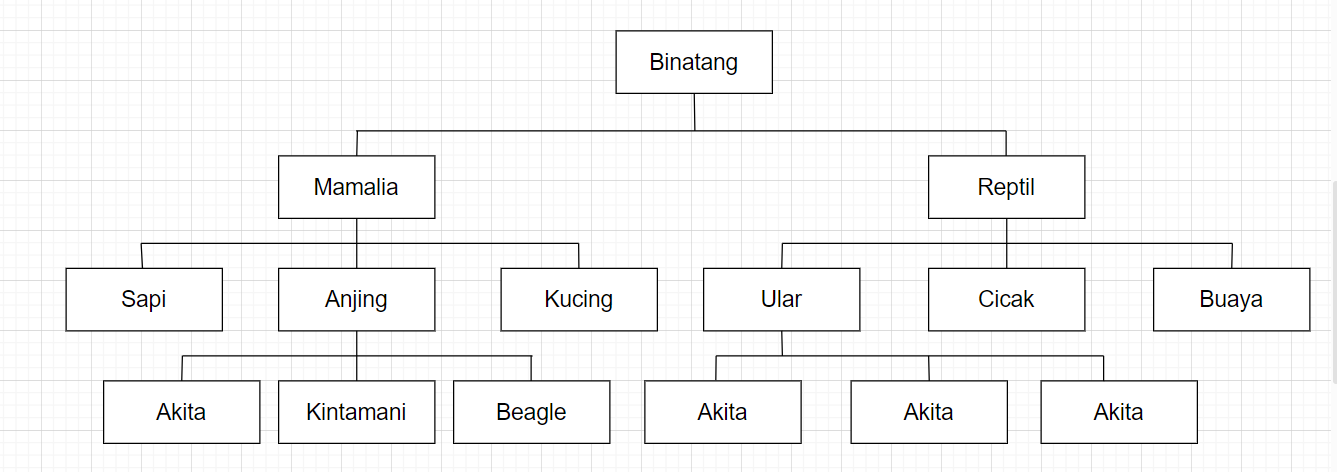 Binatang
Mamalia
Reptil
Sapi
Anjing
Kucing
Ular
Cicak
Buaya
Akita
Kintamani
Beagle
Akita
Akita
Akita